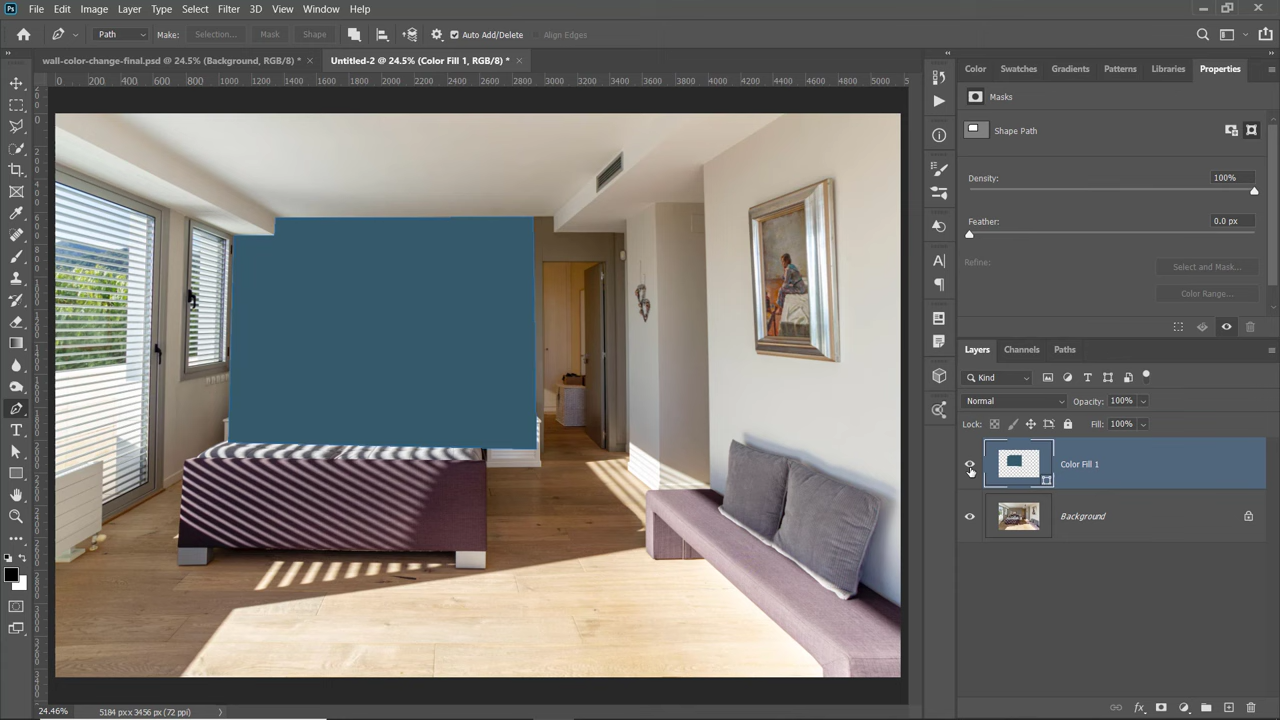 Ps File Edit Image Layer Type Select Filter 3D View Window Help
Path Make: Selection... Mask Shape Auto Add/Delete Align Edges
wall-color-change-final.psd @ 24.5% (Background, RGB/8) * × Untitled-2 @ 24.5% (Color Fill 1, RGB/8) * ×
0 200 400 600 800 1000 1200 1400 1600 1800 2000 2200 2400 2600 2800 3000 3200 3400 3600 3800 4000 4200 4400 4600 4800 5000
Color Swatches Gradients Patterns Libraries Properties
Masks
Shape Path
Density: 100%
Feather: 0.0 px
Refine: Select and Mask...
Color Range...
Layers Channels Paths
Kind
Normal Opacity: 100%
Lock: Fill: 100%
Color Fill 1
Background
24.46% 5184 px x 3456 px (72 ppi)